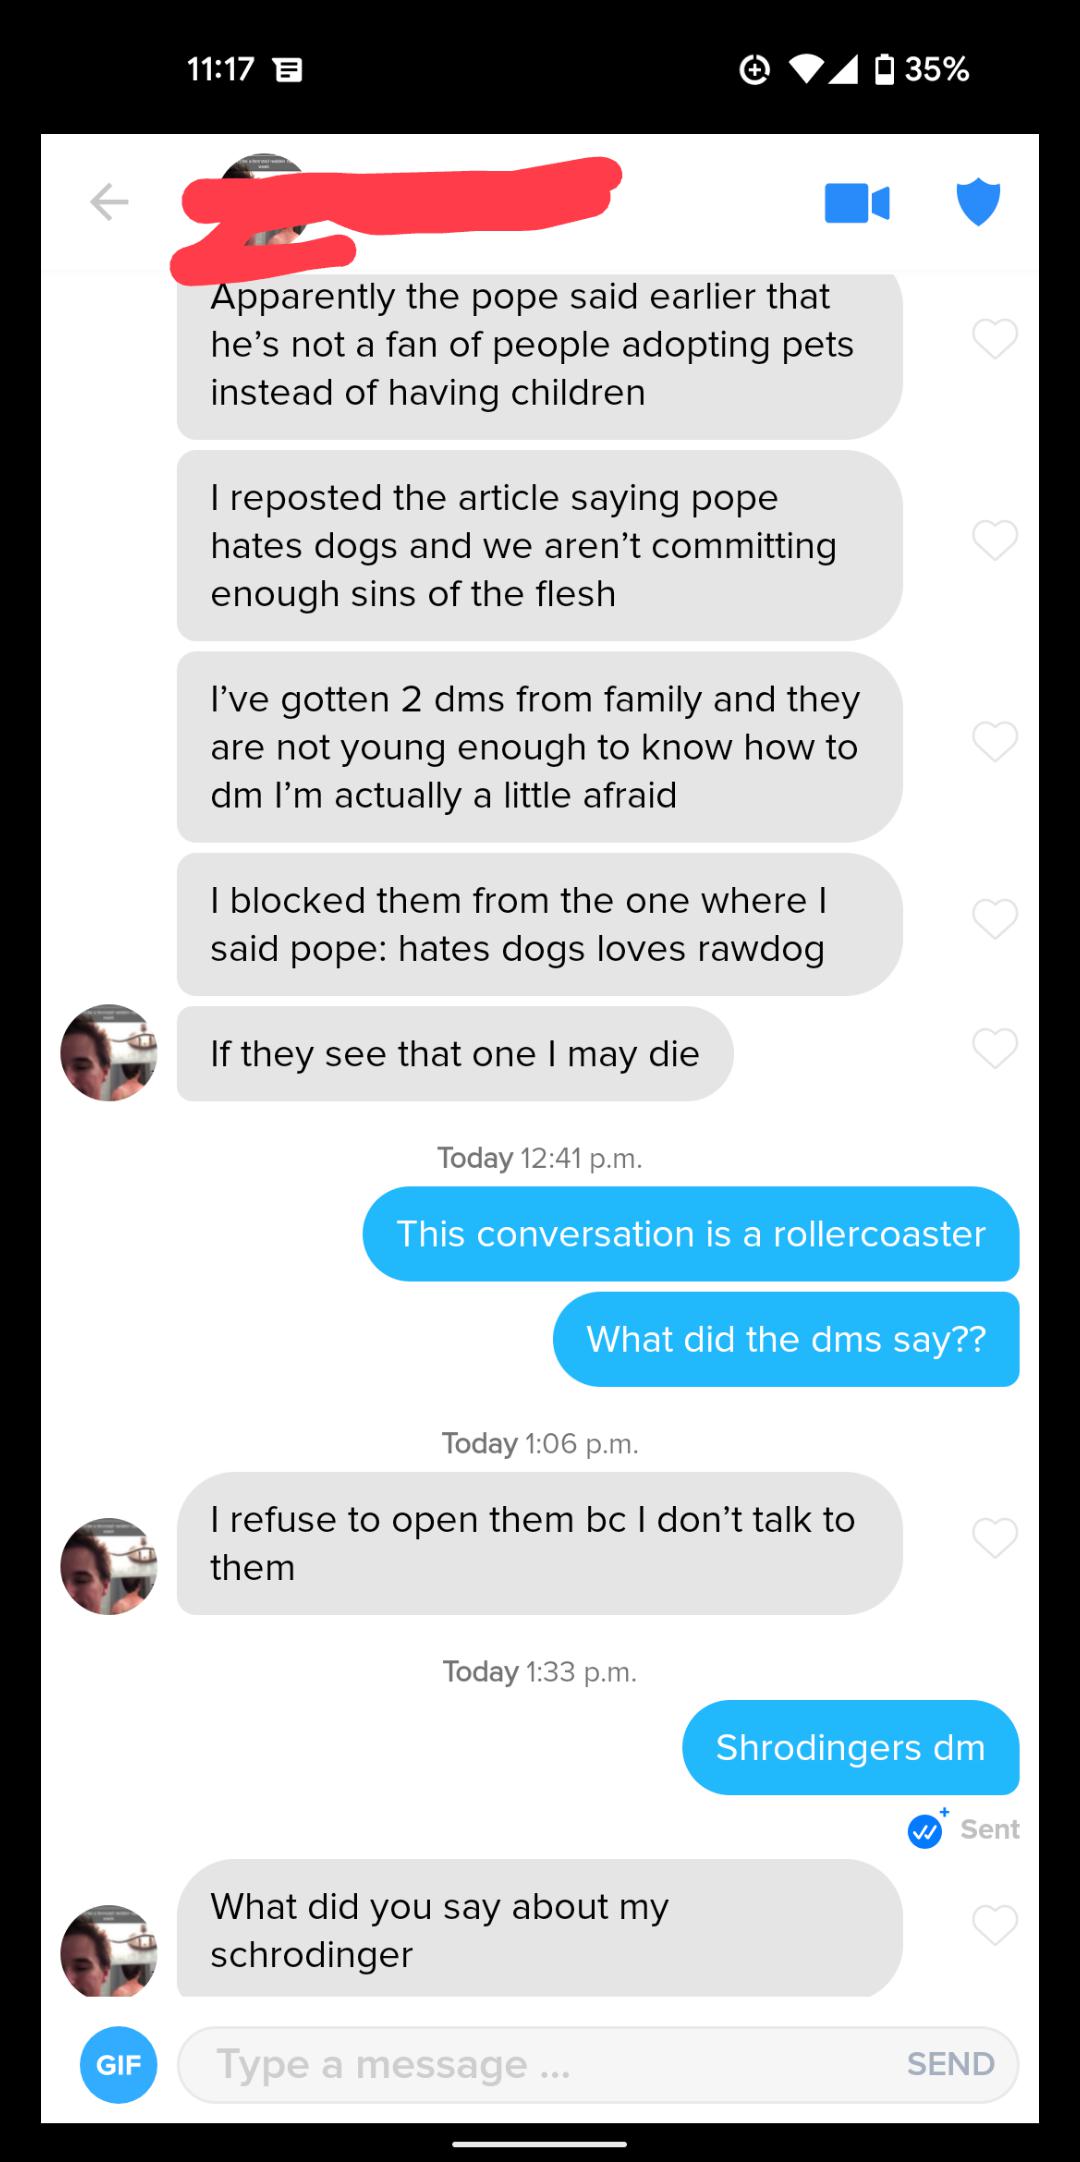 11:17
35%
Apparently the pope said earlier that
he’s not a fan of people adopting pets
instead of having children
I reposted the article saying pope
hates dogs and we aren’t committing
enough sins of the flesh
I’ve gotten 2 dms from family and they
are not young enough to know how to
dm I’m actually a little afraid
I blocked them from the one where I
said pope: hates dogs loves rawdog
If they see that one I may die
Today 12:41 p.m.
This conversation is a rollercoaster
What did the dms say??
Today 1:06 p.m.
I refuse to open them bc I don’t talk to
them
Today 1:33 p.m.
Shrodingers dm
Sent
What did you say about my
schrodinger
GIF
Type a message ...
SEND